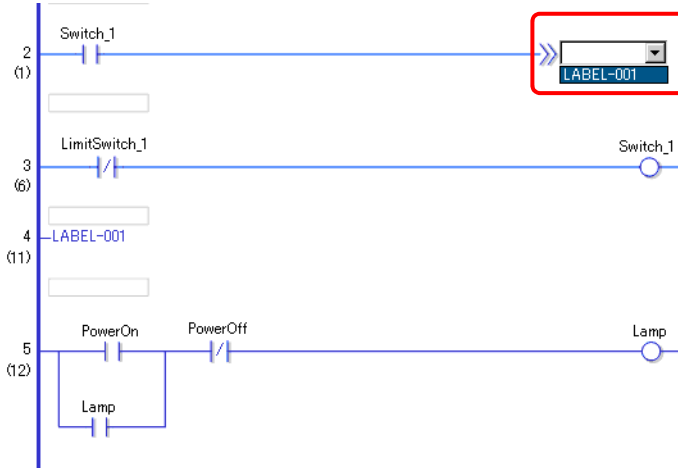 Switch_1
2
(1)
LABEL-001
LimitSwitch_1
Switch_1
3
(6)
4
LABEL-001
(11)
PowerOn
PowerOff
Lamp
5
(12)
Lamp